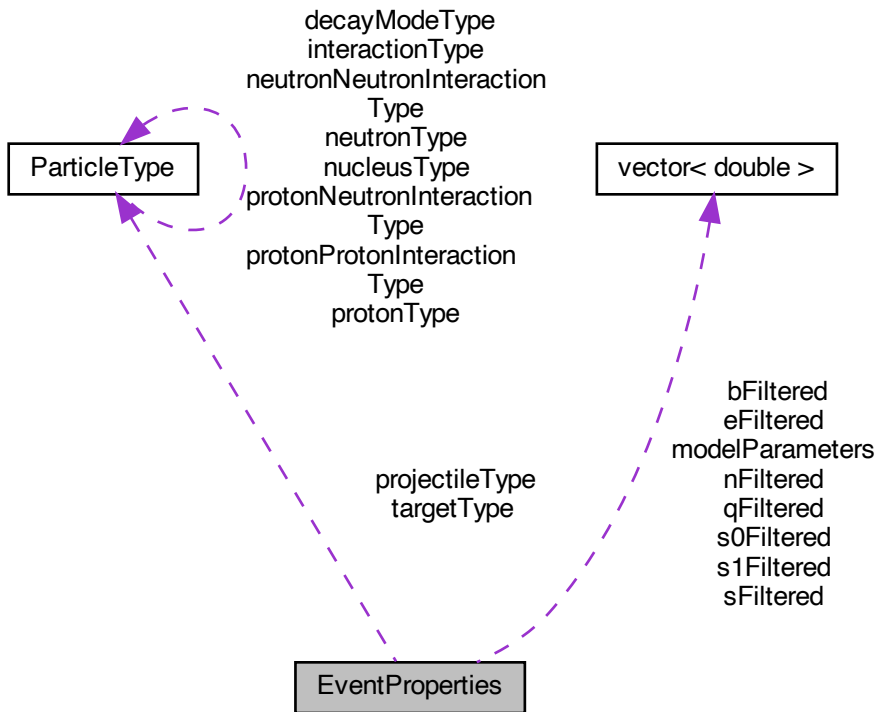 decayModeType
interactionType
neutronNeutronInteraction
Type
neutronType
nucleusType
protonNeutronInteraction
Type
protonProtonInteraction
Type
protonType
ParticleType
vector< double >
bFiltered
eFiltered
modelParameters
nFiltered
qFiltered
s0Filtered
s1Filtered
sFiltered
projectileType
targetType
EventProperties